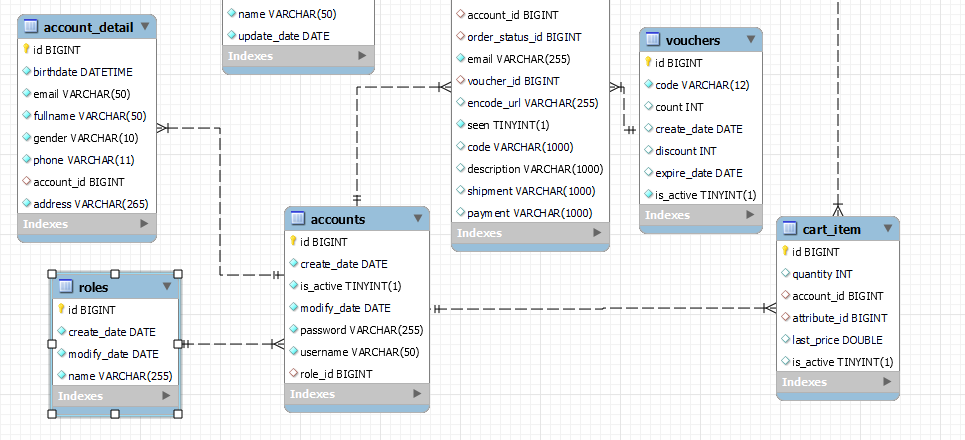 account_detail
id BIGINT
birthdate DATETIME
email VARCHAR(50)
fullname VARCHAR(50)
gender VARCHAR(10)
phone VARCHAR(11)
account_id BIGINT
address VARCHAR(265)
Indexes
name VARCHAR(50)
update_date DATE
Indexes
account_id BIGINT
order_status_id BIGINT
email VARCHAR(255)
voucher_id BIGINT
encode_url VARCHAR(255)
seen TINYINT(1)
code VARCHAR(1000)
description VARCHAR(1000)
shipment VARCHAR(1000)
payment VARCHAR(1000)
Indexes
vouchers
id BIGINT
code VARCHAR(12)
count INT
create_date DATE
discount INT
expire_date DATE
is_active TINYINT(1)
Indexes
roles
id BIGINT
create_date DATE
modify_date DATE
name VARCHAR(255)
Indexes
accounts
id BIGINT
create_date DATE
is_active TINYINT(1)
modify_date DATE
password VARCHAR(255)
username VARCHAR(50)
role_id BIGINT
Indexes
cart_item
id BIGINT
quantity INT
account_id BIGINT
attribute_id BIGINT
last_price DOUBLE
is_active TINYINT(1)
Indexes